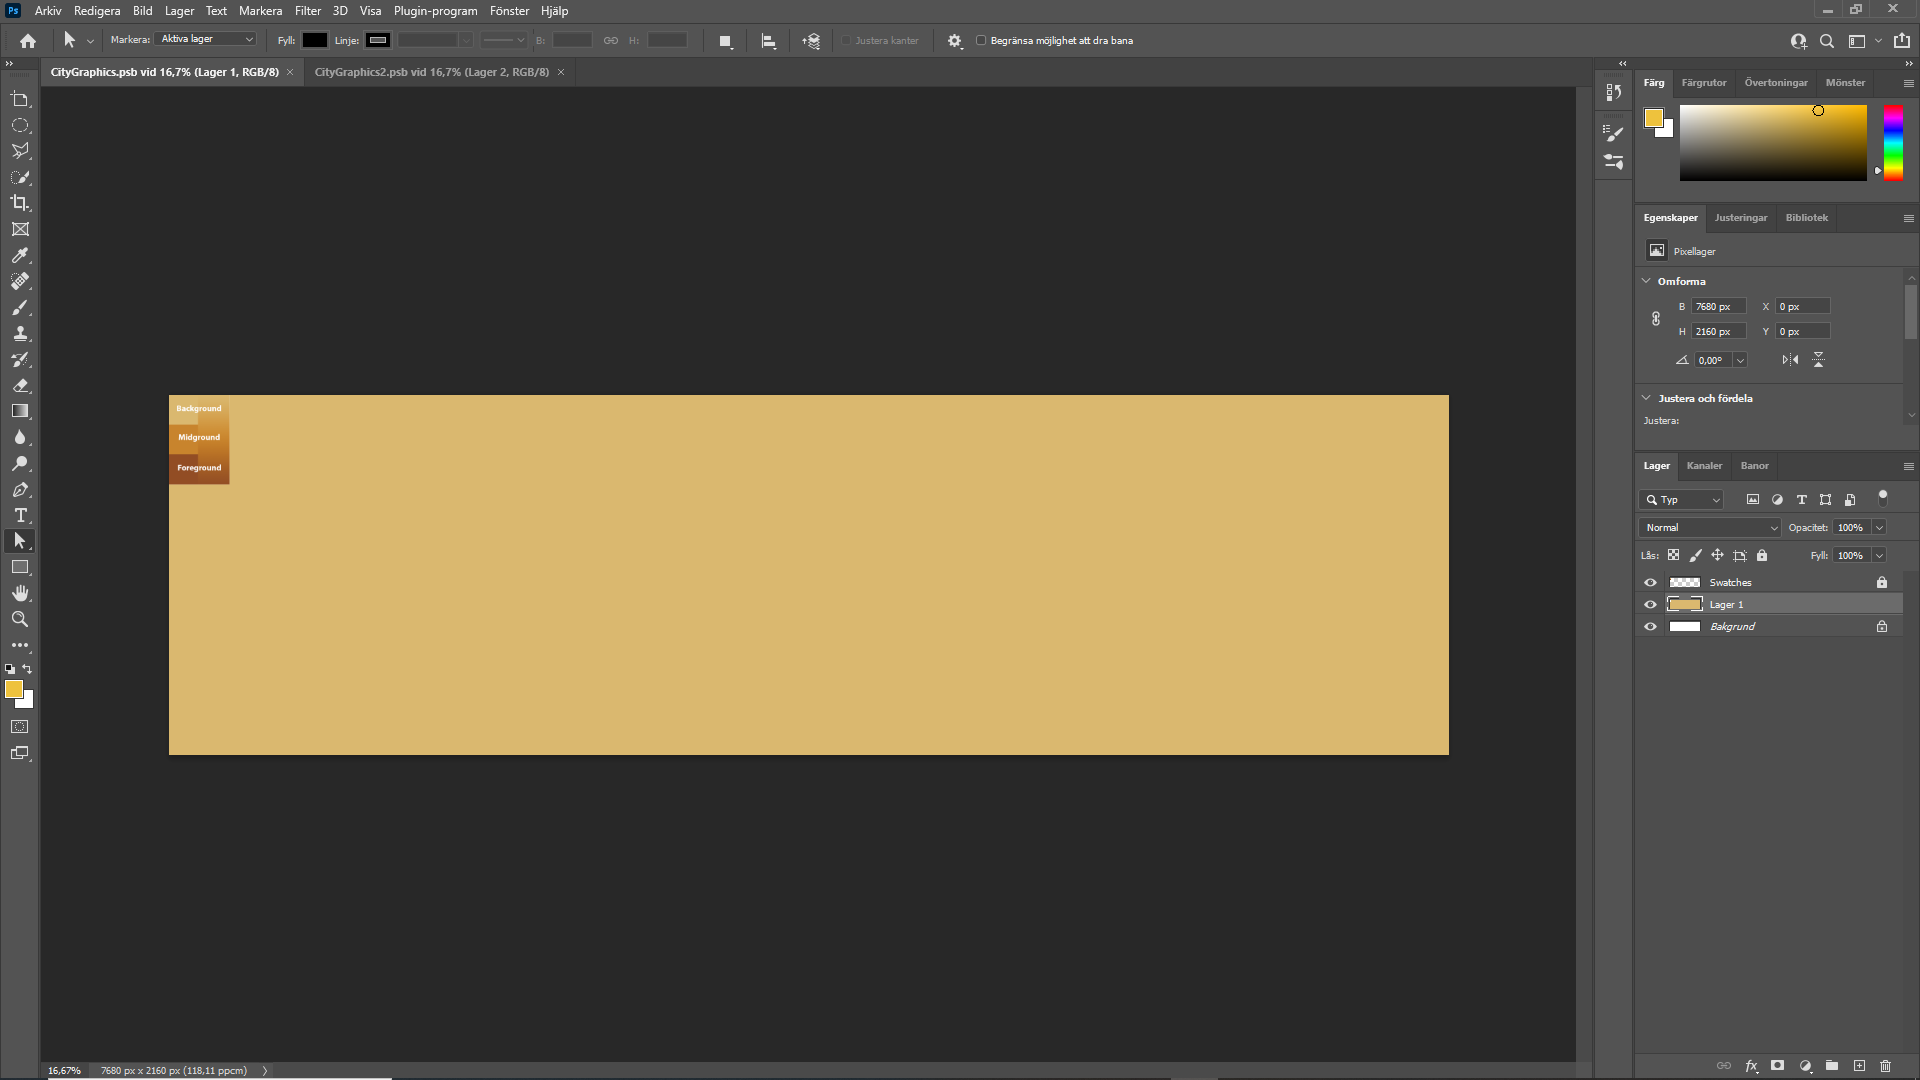 Ps Arkiv Redigera Bild Lager Text Markera Filter 3D Visa Plugin-program Fönster Hjälp
Markera: Aktiva lager Fyll: Linje: B: H: Justera kanter Begränsa möjlighet att dra bana
CityGraphics.psb vid 16,7% (Lager 1, RGB/8) × CityGraphics2.psb vid 16,7% (Lager 2, RGB/8) ×
Background
Midground
Foreground
Färg Färgrutor Övertoningar Mönster
Egenskaper Justeringar Bibliotek
Pixellager
Omforma
B 7680 px X 0 px
H 2160 px Y 0 px
0,00°
Justera och fördela
Justera:
Lager Kanaler Banor
Typ
Normal Opacitet: 100%
Lås: Fyll: 100%
Swatches
Lager 1
Bakgrund
fx
16,67% 7680 px x 2160 px (118,11 ppcm)